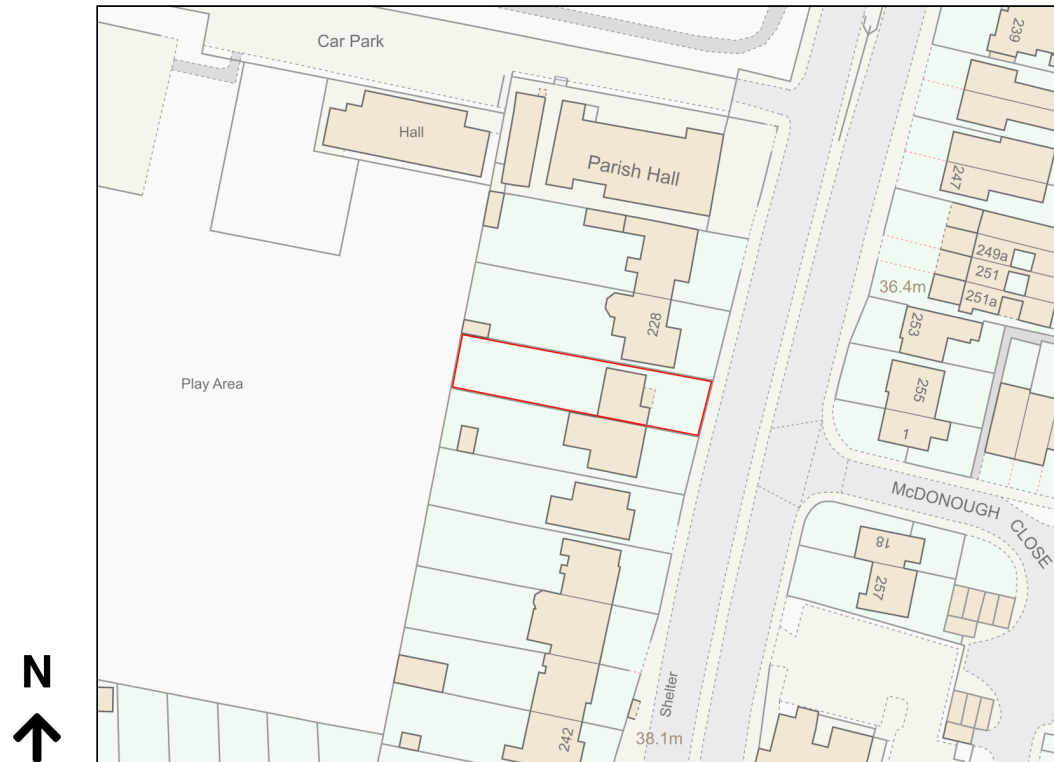 Car Park
239
Hall
Parish Hall
247
249a
251
36.4m
251a
228
253
Play Area
255
1
McDONOUGH
CLOSE
18
257
Shelter
N
242
38.1m